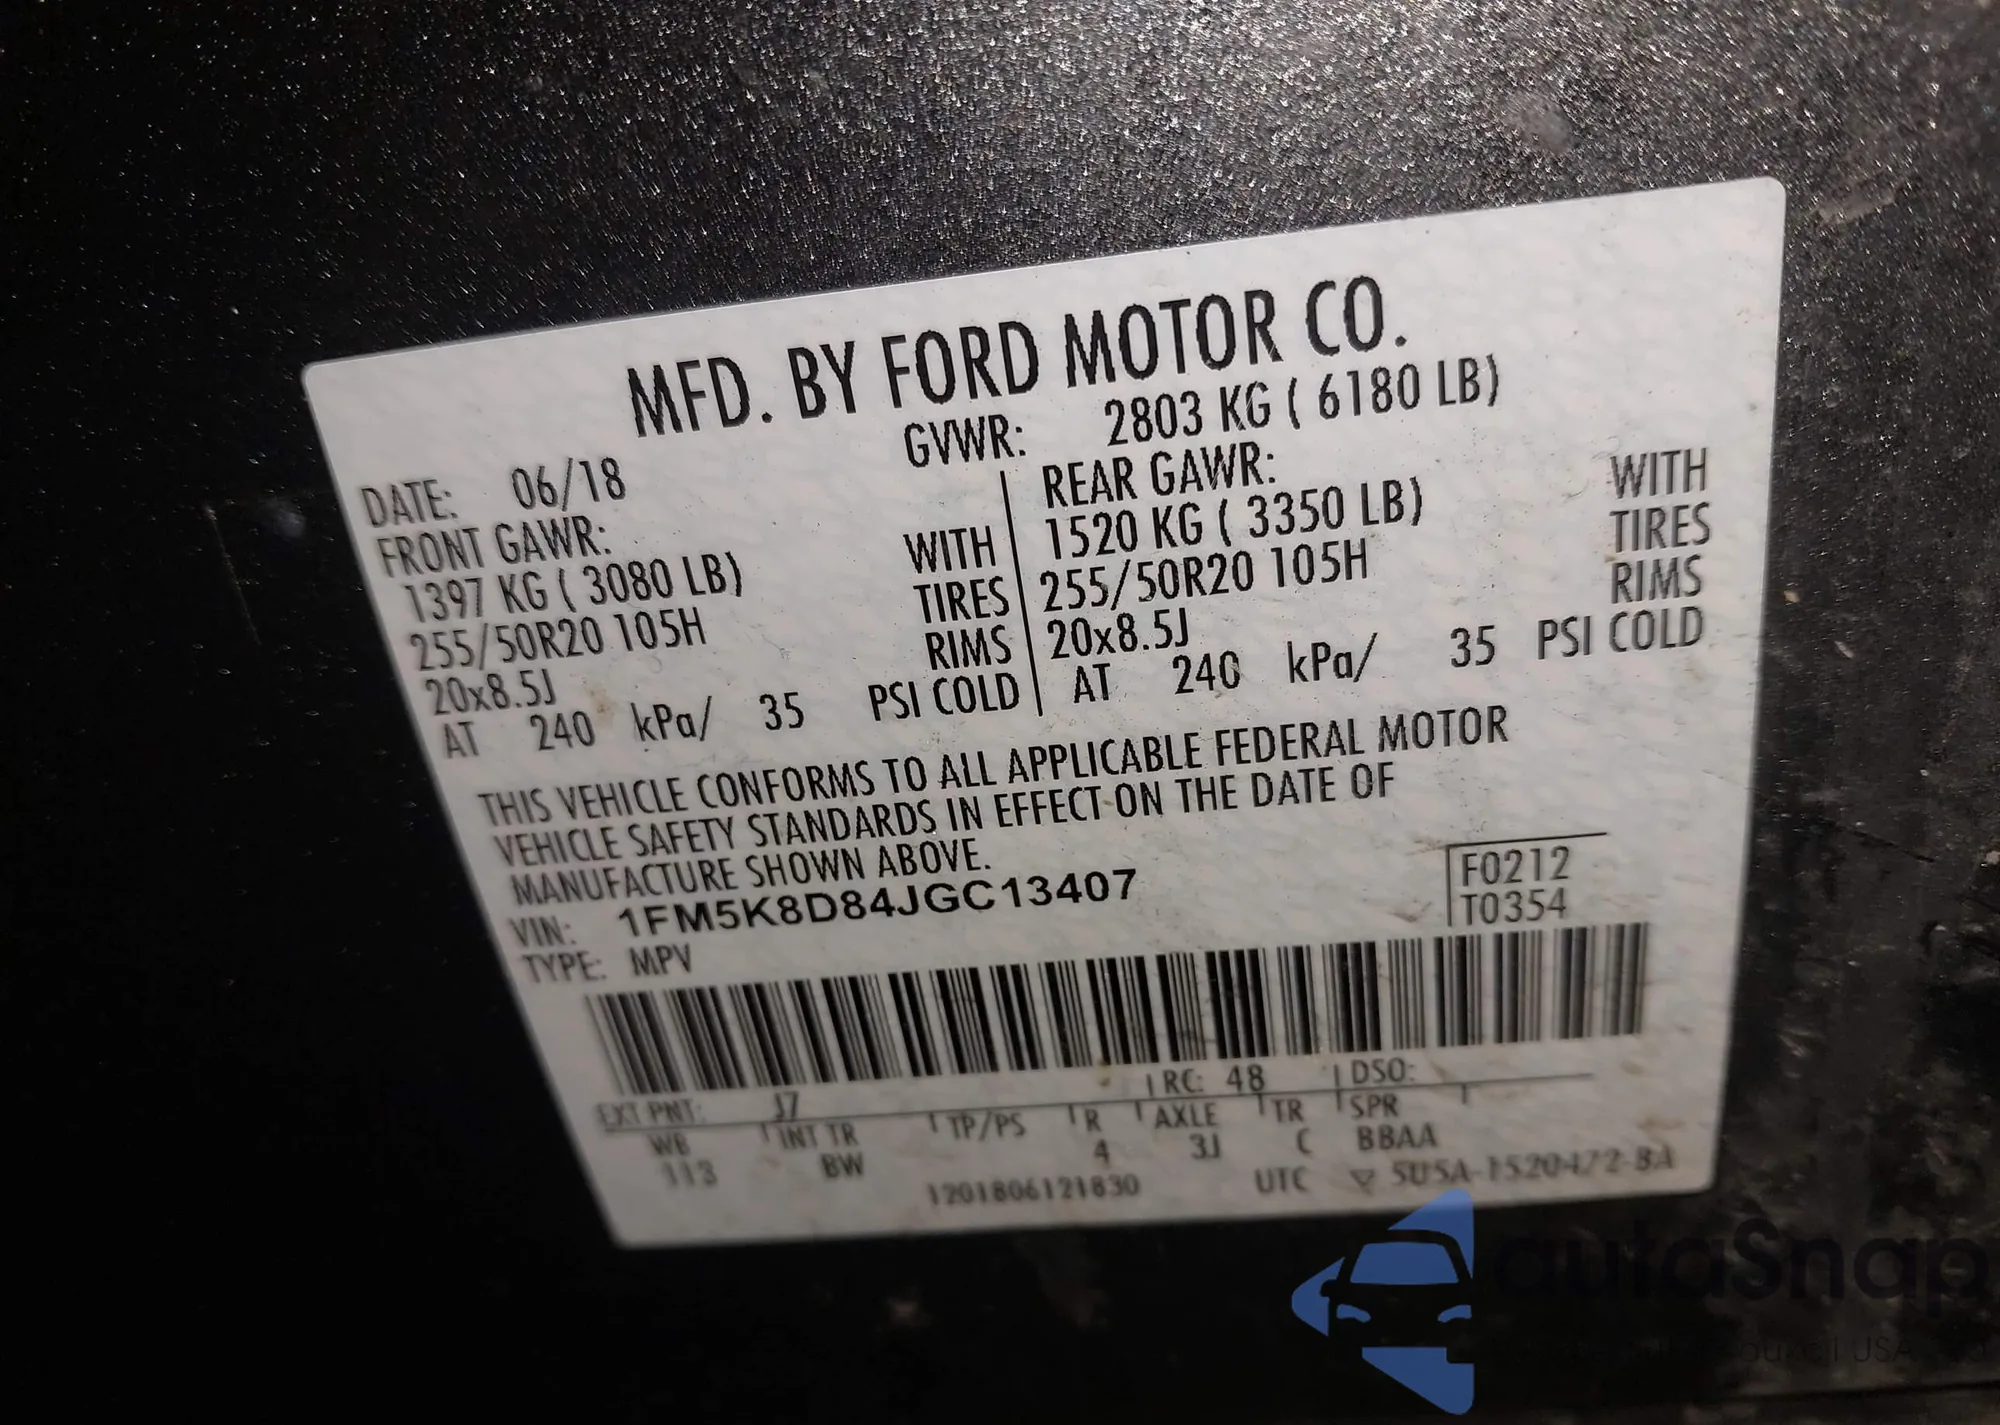 MFD. BY FORD MOTOR CO.
DATE: 06/18 GVWR: 2803 KG ( 6180 LB)
FRONT GAWR: REAR GAWR:
1397 KG ( 3080 LB) WITH 1520 KG ( 3350 LB) WITH
255/50R20 105H TIRES 255/50R20 105H TIRES
20x8.5J RIMS 20x8.5J RIMS
AT 240 kPa/ 35 PSI COLD AT 240 kPa/ 35 PSI COLD
THIS VEHICLE CONFORMS TO ALL APPLICABLE FEDERAL MOTOR
VEHICLE SAFETY STANDARDS IN EFFECT ON THE DATE OF
MANUFACTURE SHOWN ABOVE.
VIN: 1FM5K8D84JGC13407
TYPE: MPV
F0212
T0354
EXT PNT: J7 RC: 48 DSO:
WB INT TR TP/PS R AXLE TR SPR
113 BW 4 3J C BBAA
1201806121830 UTC 5U5A-1520472-BA
autoSnap
USA